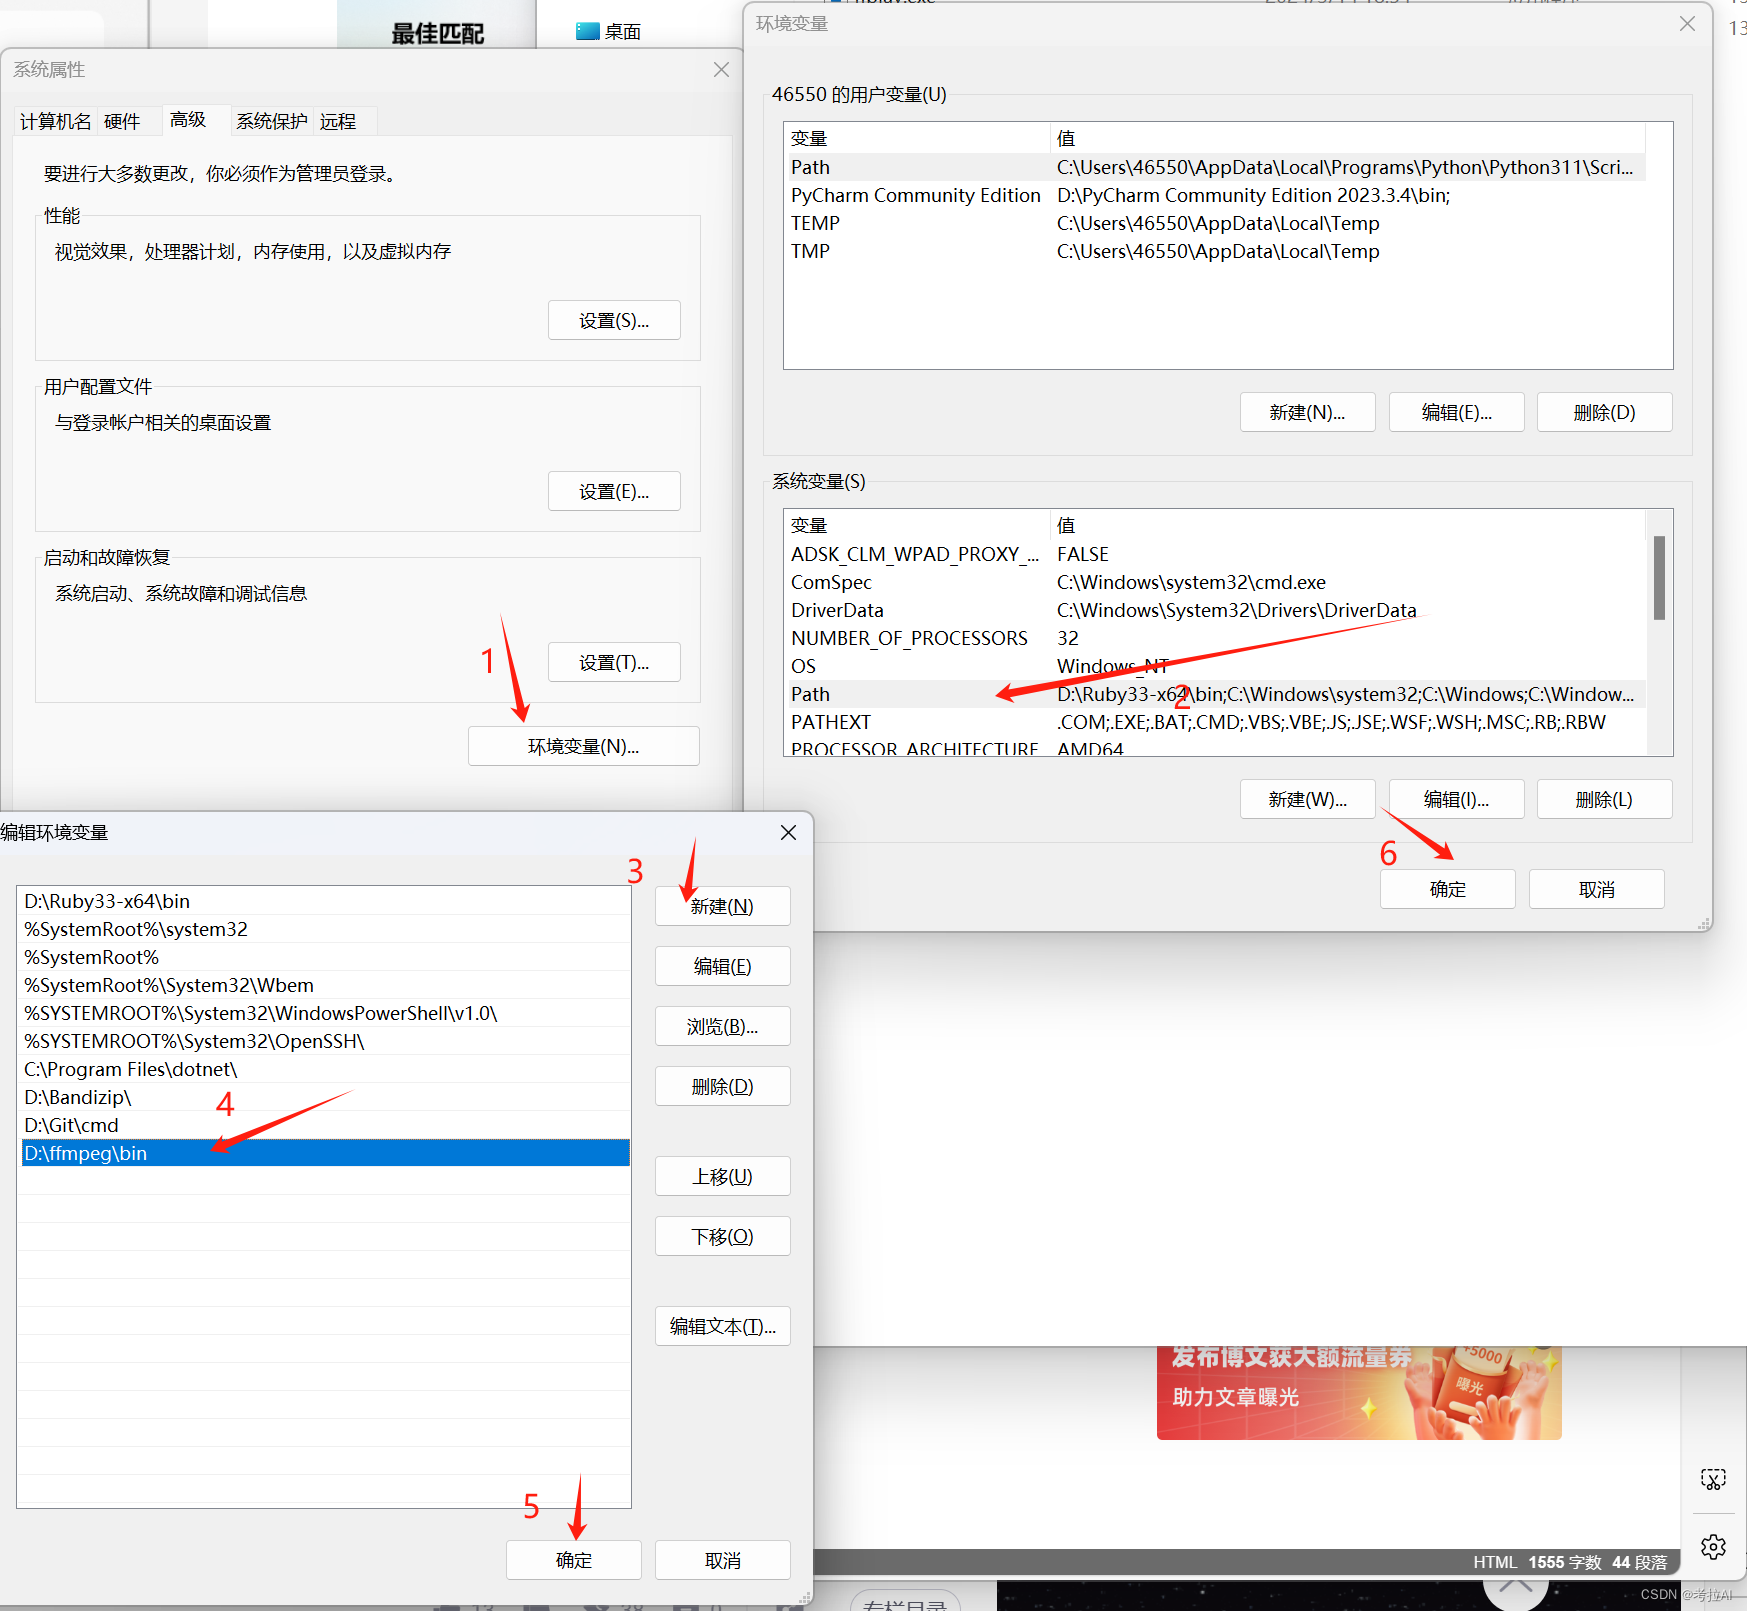 最佳匹配
桌面
系统属性
计算机名
硬件
高级
系统保护
远程
要进行大多数更改，你必须作为管理员登录。
性能
视觉效果，处理器计划，内存使用，以及虚拟内存
设置(S)...
用户配置文件
与登录帐户相关的桌面设置
设置(E)...
启动和故障恢复
系统启动、系统故障和调试信息
1
设置(T)...
环境变量(N)...
环境变量
46550 的用户变量(U)
变量 值
Path C:\Users\46550\AppData\Local\Programs\Python\Python311\Scri...
PyCharm Community Edition D:\PyCharm Community Edition 2023.3.4\bin;
TEMP C:\Users\46550\AppData\Local\Temp
TMP C:\Users\46550\AppData\Local\Temp
新建(N)... 编辑(E)... 删除(D)
系统变量(S)
变量 值
ADSK_CLM_WPAD_PROXY_... FALSE
ComSpec C:\Windows\system32\cmd.exe
DriverData C:\Windows\System32\Drivers\DriverData
NUMBER_OF_PROCESSORS 32
OS Windows_NT
Path D:\Ruby33-x64\bin;C:\Windows\system32;C:\Windows;C:\Window...
2
PATHEXT .COM;.EXE;.BAT;.CMD;.VBS;.VBE;.JS;.JSE;.WSF;.WSH;.MSC;.RB;.RBW
PROCESSOR_ARCHITECTURE AMD64
新建(W)... 编辑(I)... 删除(L)
6
确定 取消
编辑环境变量
3
D:\Ruby33-x64\bin
%SystemRoot%\system32
%SystemRoot%
%SystemRoot%\System32\Wbem
%SYSTEMROOT%\System32\WindowsPowerShell\v1.0\
%SYSTEMROOT%\System32\OpenSSH\
C:\Program Files\dotnet\
D:\Bandizip\
4
D:\Git\cmd
D:\ffmpeg\bin
新建(N)
编辑(E)
浏览(B)...
删除(D)
上移(U)
下移(O)
编辑文本(T)...
5
确定 取消
发布博文获大额流量券
助力文章曝光
曝光
HTML 1555 字数 44 段落
专栏目录
CSDN @考拉AI